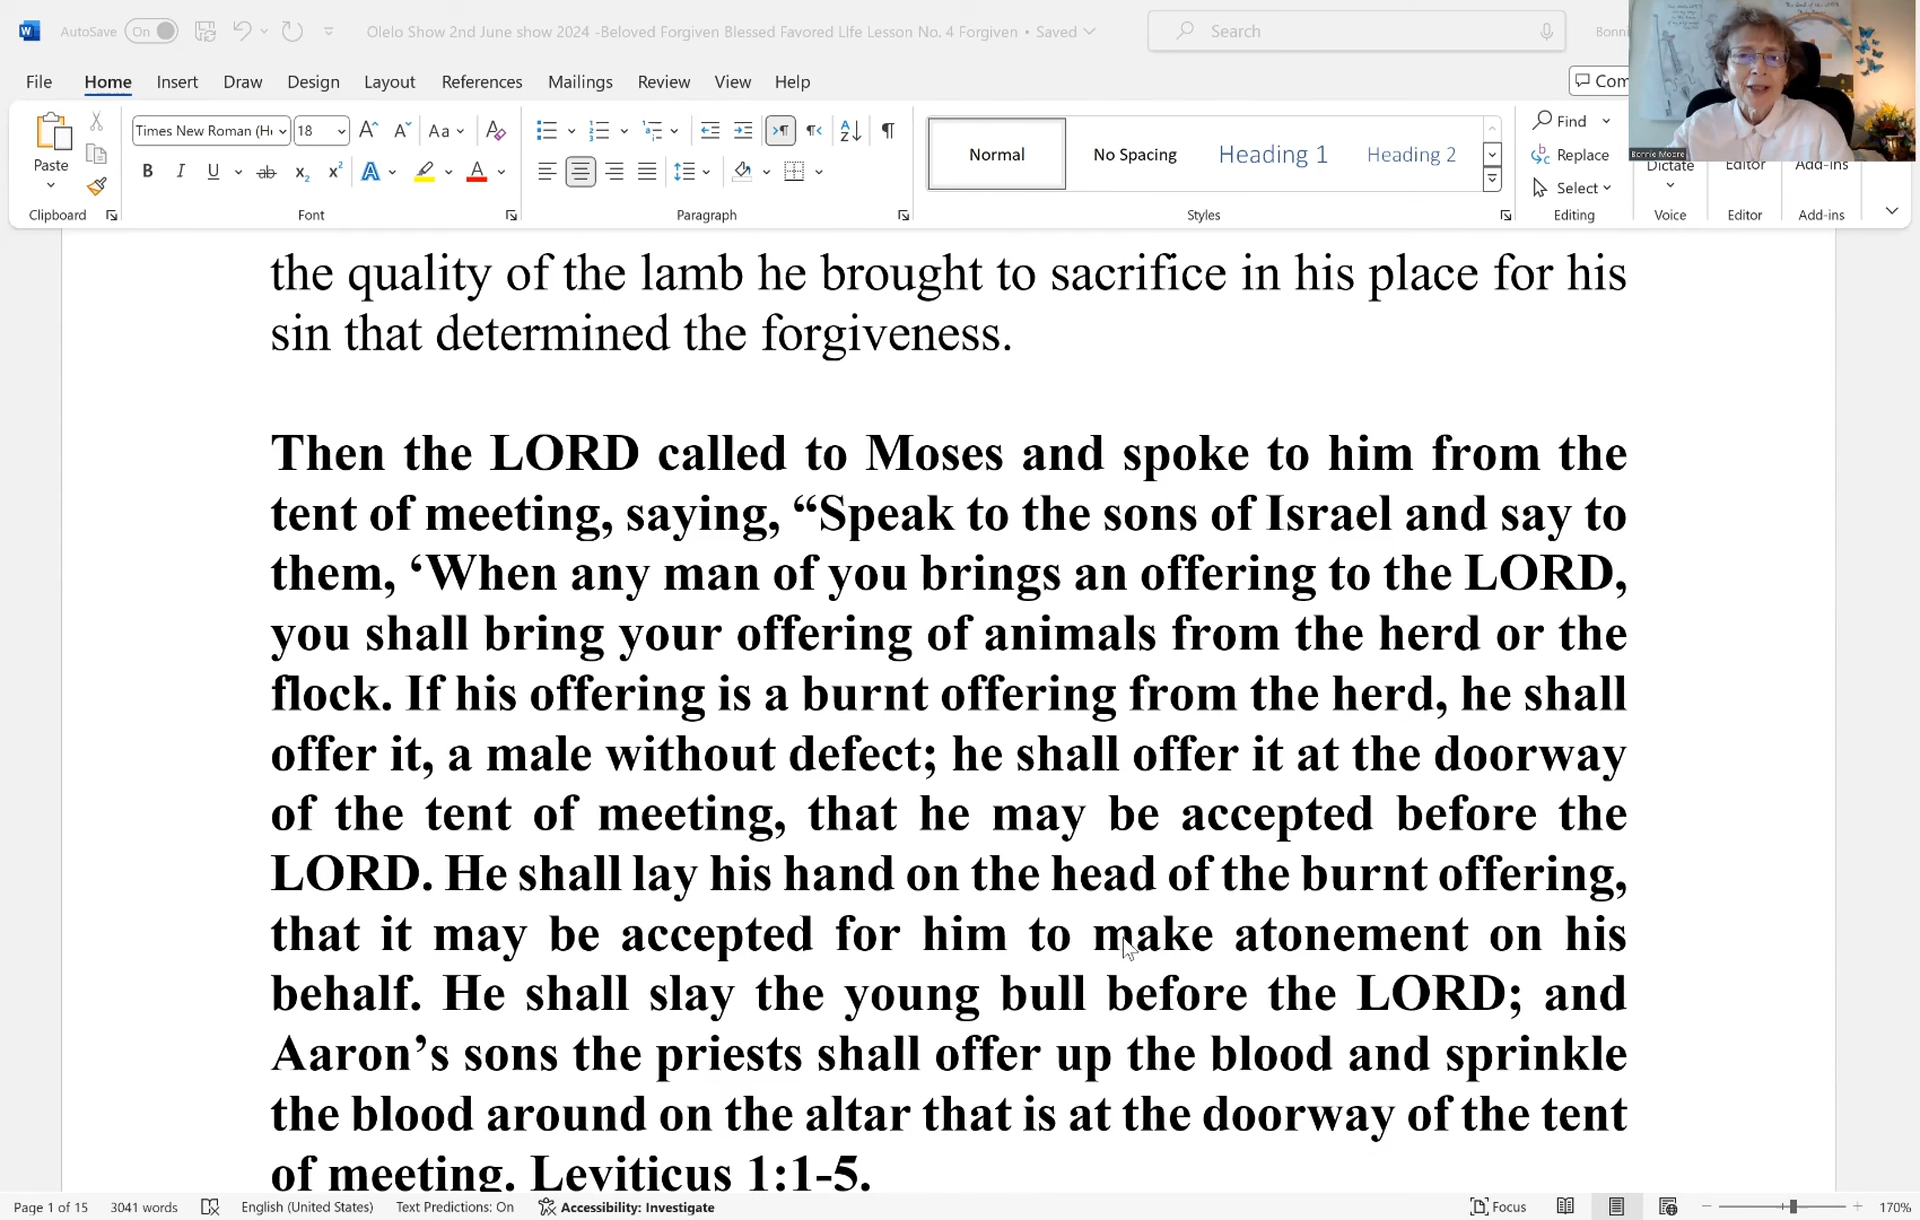 AutoSave On Olelo Show 2nd June show 2024 -Beloved Forgiven Blessed Favored LIfe Lesson No. 4 Forgiven • Saved Search
File Home Insert Draw Design Layout References Mailings Review View Help
Paste
Clipboard
Times New Roman (H 18 Aa
B I U ab x₂ x² A A
Font
Paragraph
Normal No Spacing Heading 1 Heading 2
Styles
Find
Replace
Select
Editing
Dictate
Voice
Editor
Editor
Add-ins
Add-ins
Bonnie Moore
the quality of the lamb he brought to sacrifice in his place for his
sin that determined the forgiveness.
Then the LORD called to Moses and spoke to him from the
tent of meeting, saying, “Speak to the sons of Israel and say to
them, ‘When any man of you brings an offering to the LORD,
you shall bring your offering of animals from the herd or the
flock. If his offering is a burnt offering from the herd, he shall
offer it, a male without defect; he shall offer it at the doorway
of the tent of meeting, that he may be accepted before the
LORD. He shall lay his hand on the head of the burnt offering,
that it may be accepted for him to make atonement on his
behalf. He shall slay the young bull before the LORD; and
Aaron’s sons the priests shall offer up the blood and sprinkle
the blood around on the altar that is at the doorway of the tent
of meeting. Leviticus 1:1-5.
Page 1 of 15 3041 words English (United States) Text Predictions: On Accessibility: Investigate Focus 170%